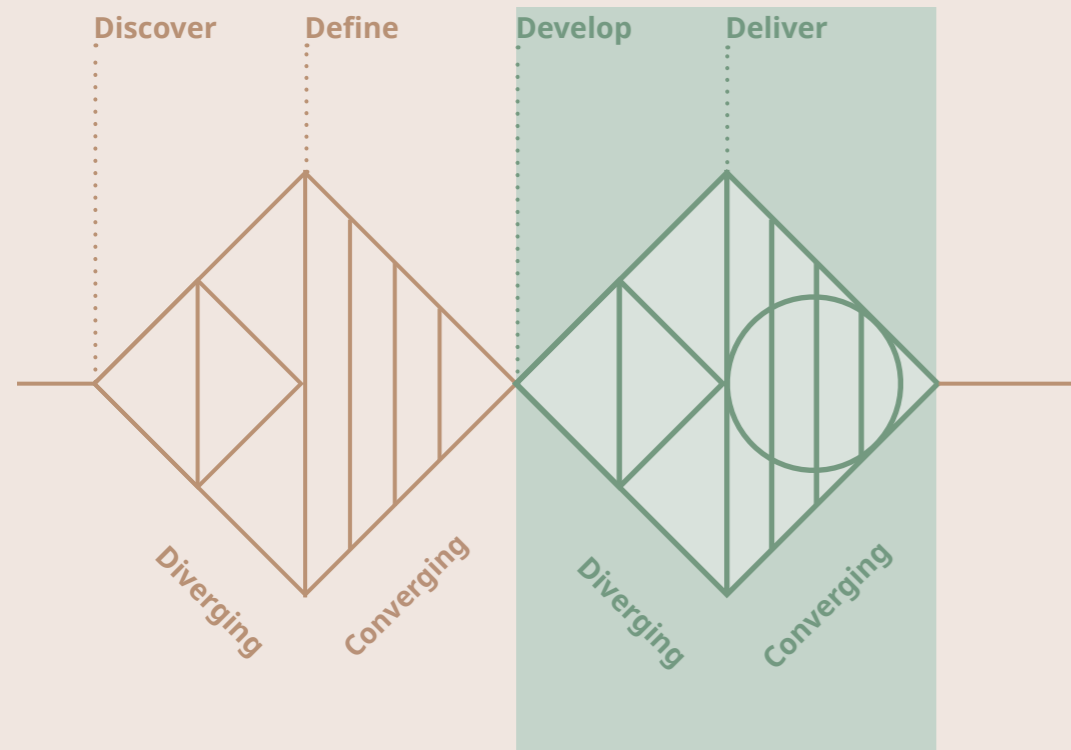 Discover
Define
Develop
Deliver
Diverging
Converging
Diverging
Converging